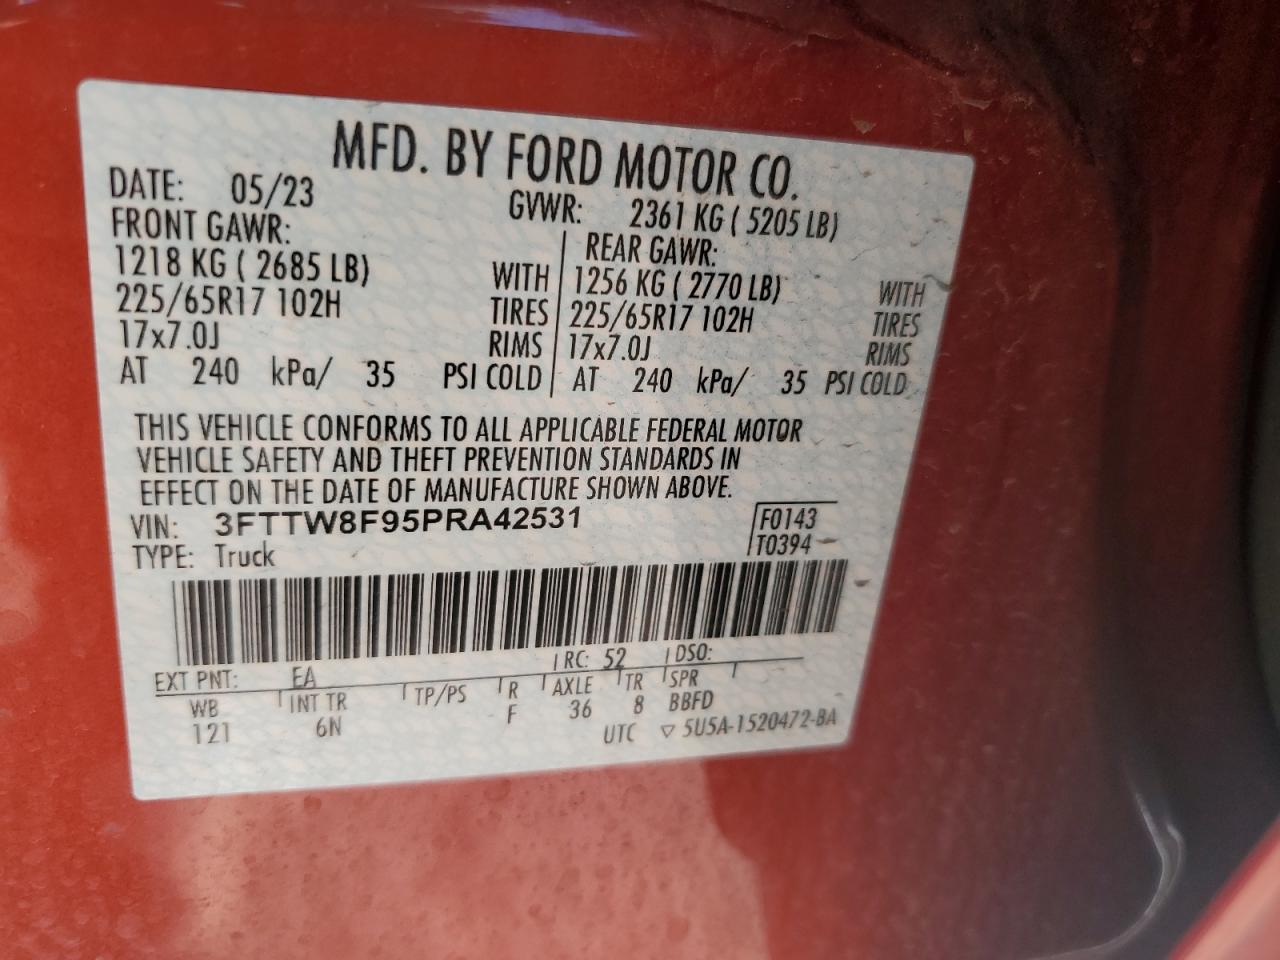 MFD. BY FORD MOTOR CO.
DATE: 05/23 GVWR: 2361 KG ( 5205 LB)
FRONT GAWR: REAR GAWR:
1218 KG ( 2685 LB) WITH 1256 KG ( 2770 LB) WITH
225/65R17 102H TIRES 225/65R17 102H TIRES
17x7.0J RIMS 17x7.0J RIMS
AT 240 kPa/ 35 PSI COLD AT 240 kPa/ 35 PSI COLD
THIS VEHICLE CONFORMS TO ALL APPLICABLE FEDERAL MOTOR
VEHICLE SAFETY AND THEFT PREVENTION STANDARDS IN
EFFECT ON THE DATE OF MANUFACTURE SHOWN ABOVE.
VIN: 3FTTW8F95PRA42531 F0143
TYPE: Truck T0394
EXT PNT: EA RC: 52 DSO:
WB INT TR TP/PS R AXLE TR SPR
121 6N F 36 8 BBFD
UTC ▽ 5U5A-1520472-BA